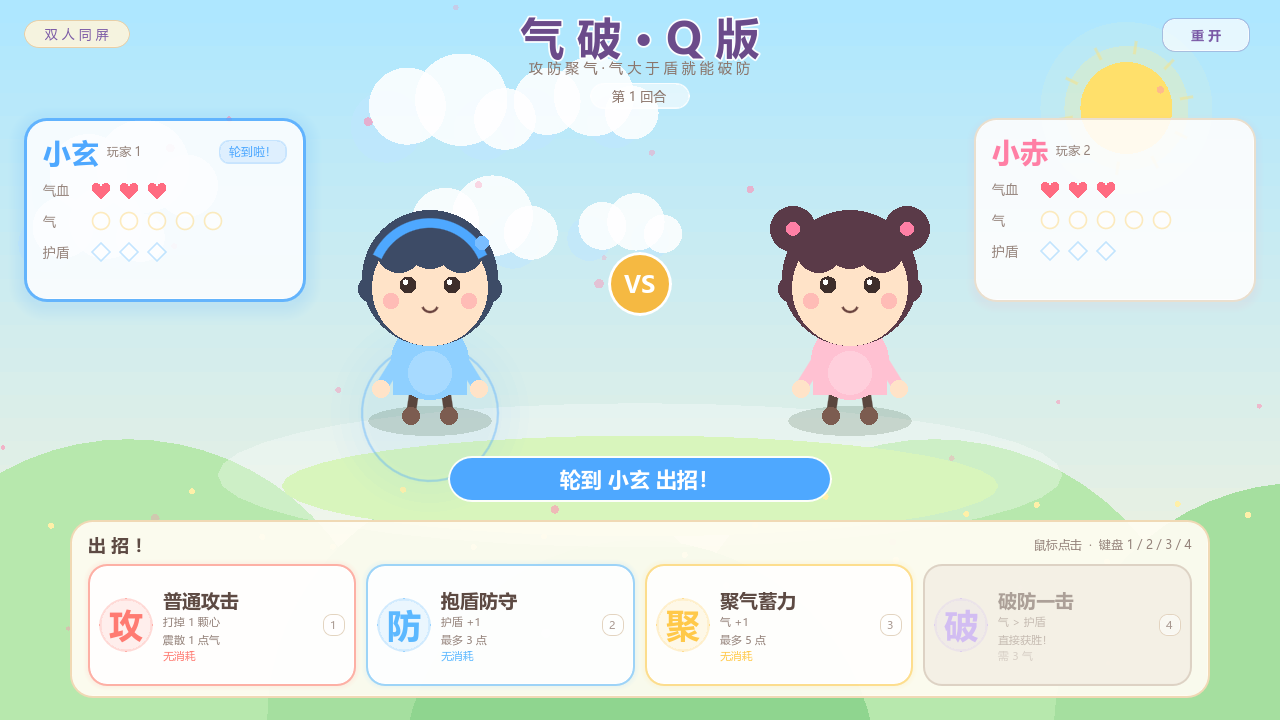 双人同屏
气破·Q版
重开
攻防聚气·气大于盾就能破防
第 1 回合
小玄 玩家 1 轮到啦!
气血
气
护盾
小赤 玩家 2
气血
气
护盾
VS
轮到 小玄 出招!
出招!
鼠标点击 · 键盘 1 / 2 / 3 / 4
攻
普通攻击
打掉 1 颗心
震散 1 点气
无消耗
1
防
抱盾防守
护盾 +1
最多 3 点
无消耗
2
聚
聚气蓄力
气 +1
最多 5 点
无消耗
3
破
破防一击
气 > 护盾
直接获胜!
需 3 气
4